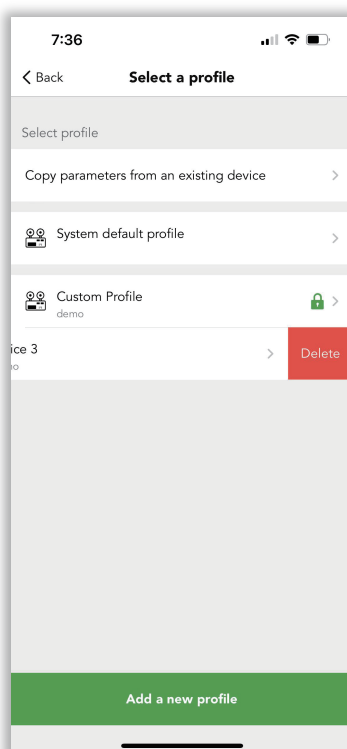 7:36
Back
Select a profile
Select profile
Copy parameters from an existing device
System default profile
Custom Profile
demo
ice 3
no
Delete
Add a new profile